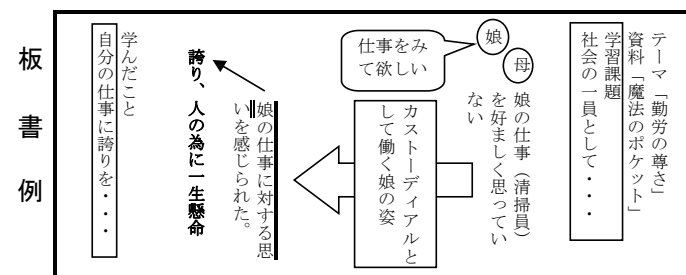 板書例
テーマ「勤労の尊さ」
資料「魔法のポケット」
学習課題
社会の一員として・・・
娘
母
仕事をみ
て欲しい
娘の仕事（清掃員）
を好ましく思ってい
ない
カストーディアルと
して働く娘の姿
娘の仕事に対する思
いを感じられた。
誇り、人の為に一生懸命
学んだこと
自分の仕事に誇りを・・・